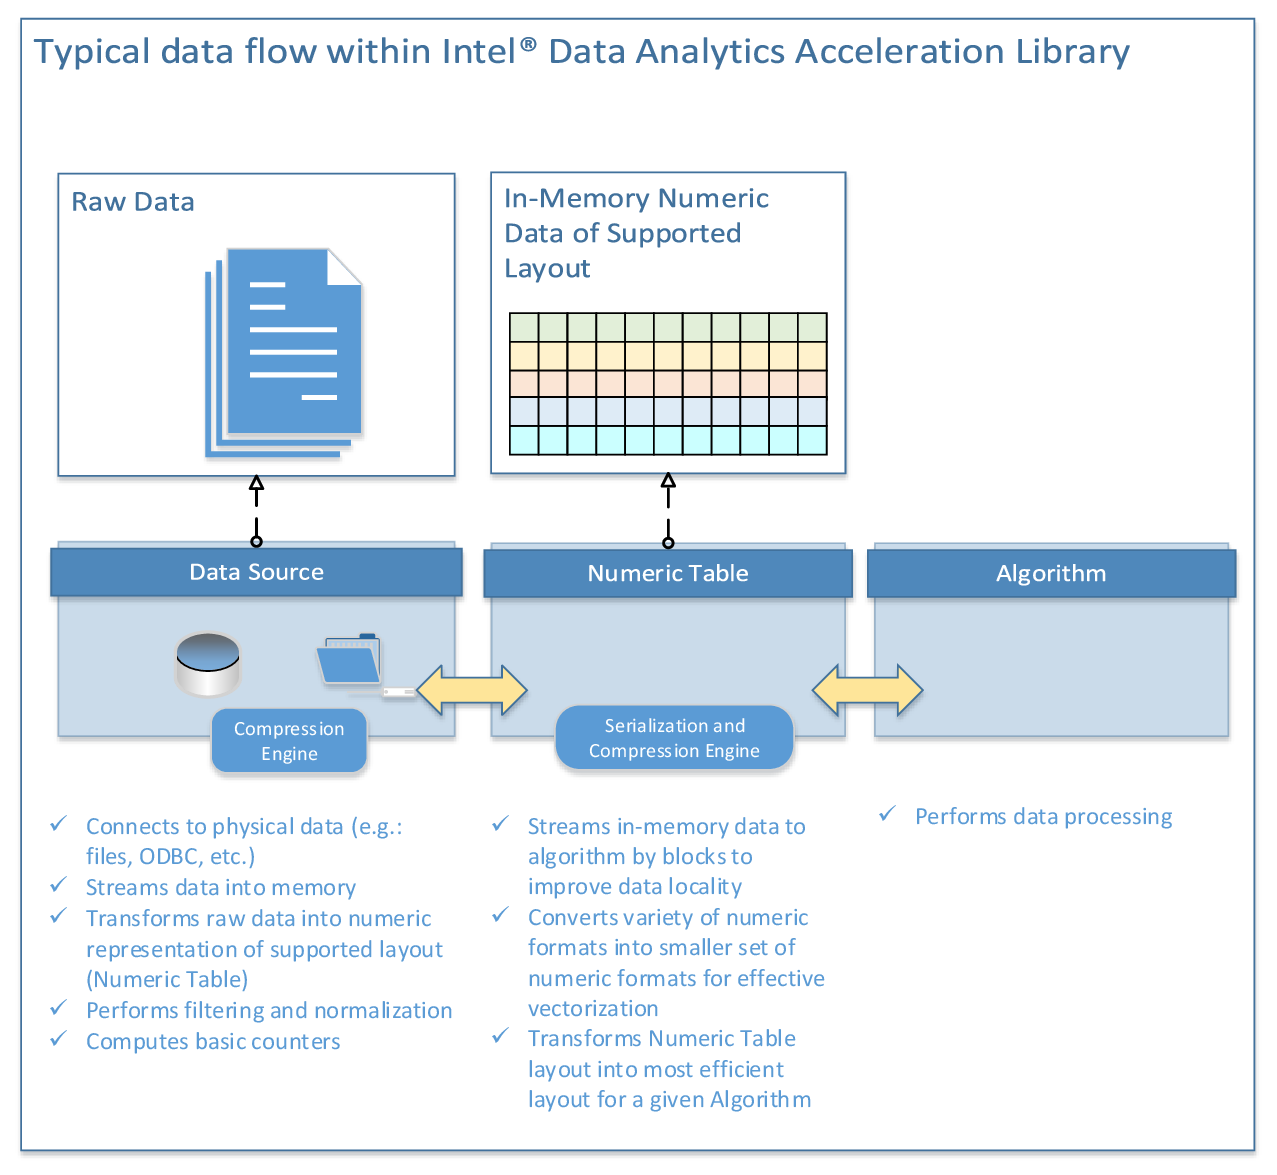 Typical data flow within Intel® Data Analytics Acceleration Library
Raw Data
In-Memory Numeric
Data of Supported
Layout
Data Source
Numeric Table
Algorithm
Compression
Engine
Serialization and
Compression Engine
✓ Connects to physical data (e.g.:
files, ODBC, etc.)
✓ Streams data into memory
✓ Transforms raw data into numeric
representation of supported layout
(Numeric Table)
✓ Performs filtering and normalization
✓ Computes basic counters
✓ Streams in-memory data to
algorithm by blocks to
improve data locality
✓ Converts variety of numeric
formats into smaller set of
numeric formats for effective
vectorization
✓ Transforms Numeric Table
layout into most efficient
layout for a given Algorithm
✓ Performs data processing